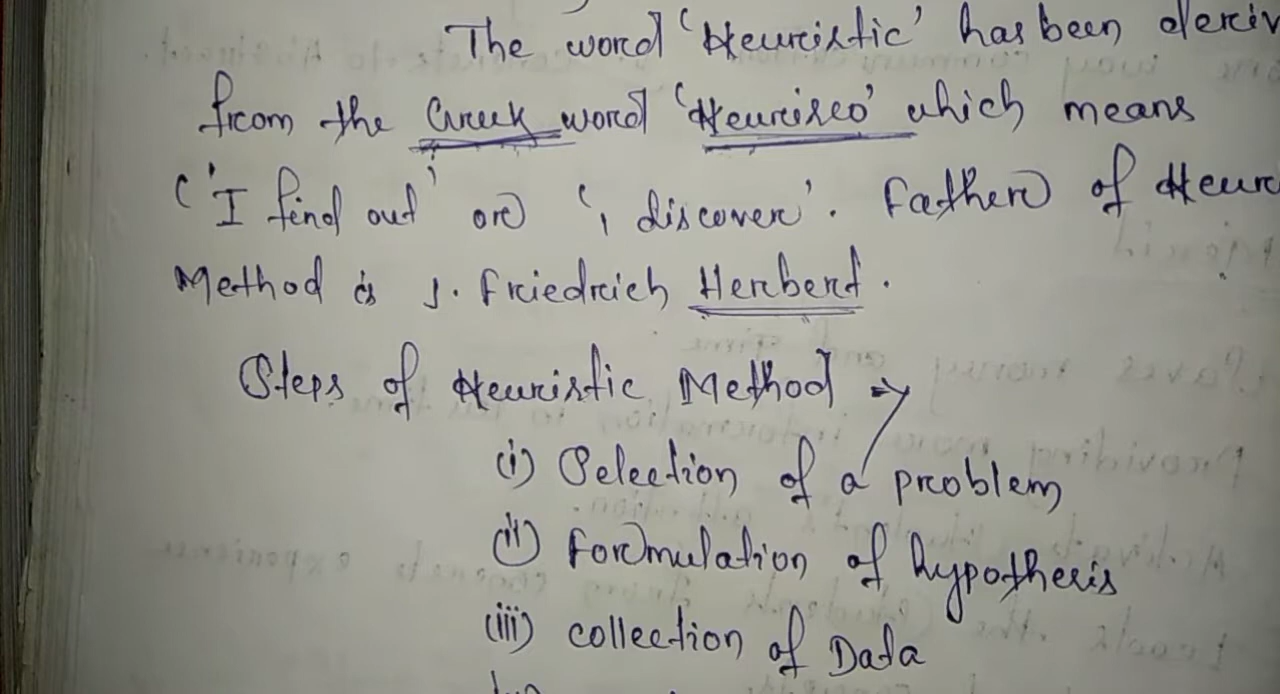 The word 'Heuristic' has been deriv
from the Greek word 'Heurisco' which means
('I find out' or 'i discover'. Father of Heur
Method is J. Friedrich Herbert.
Steps of Heuristic Method →
(i) Selection of a problem
(ii) Formulation of hypothesis
(iii) collection of Data